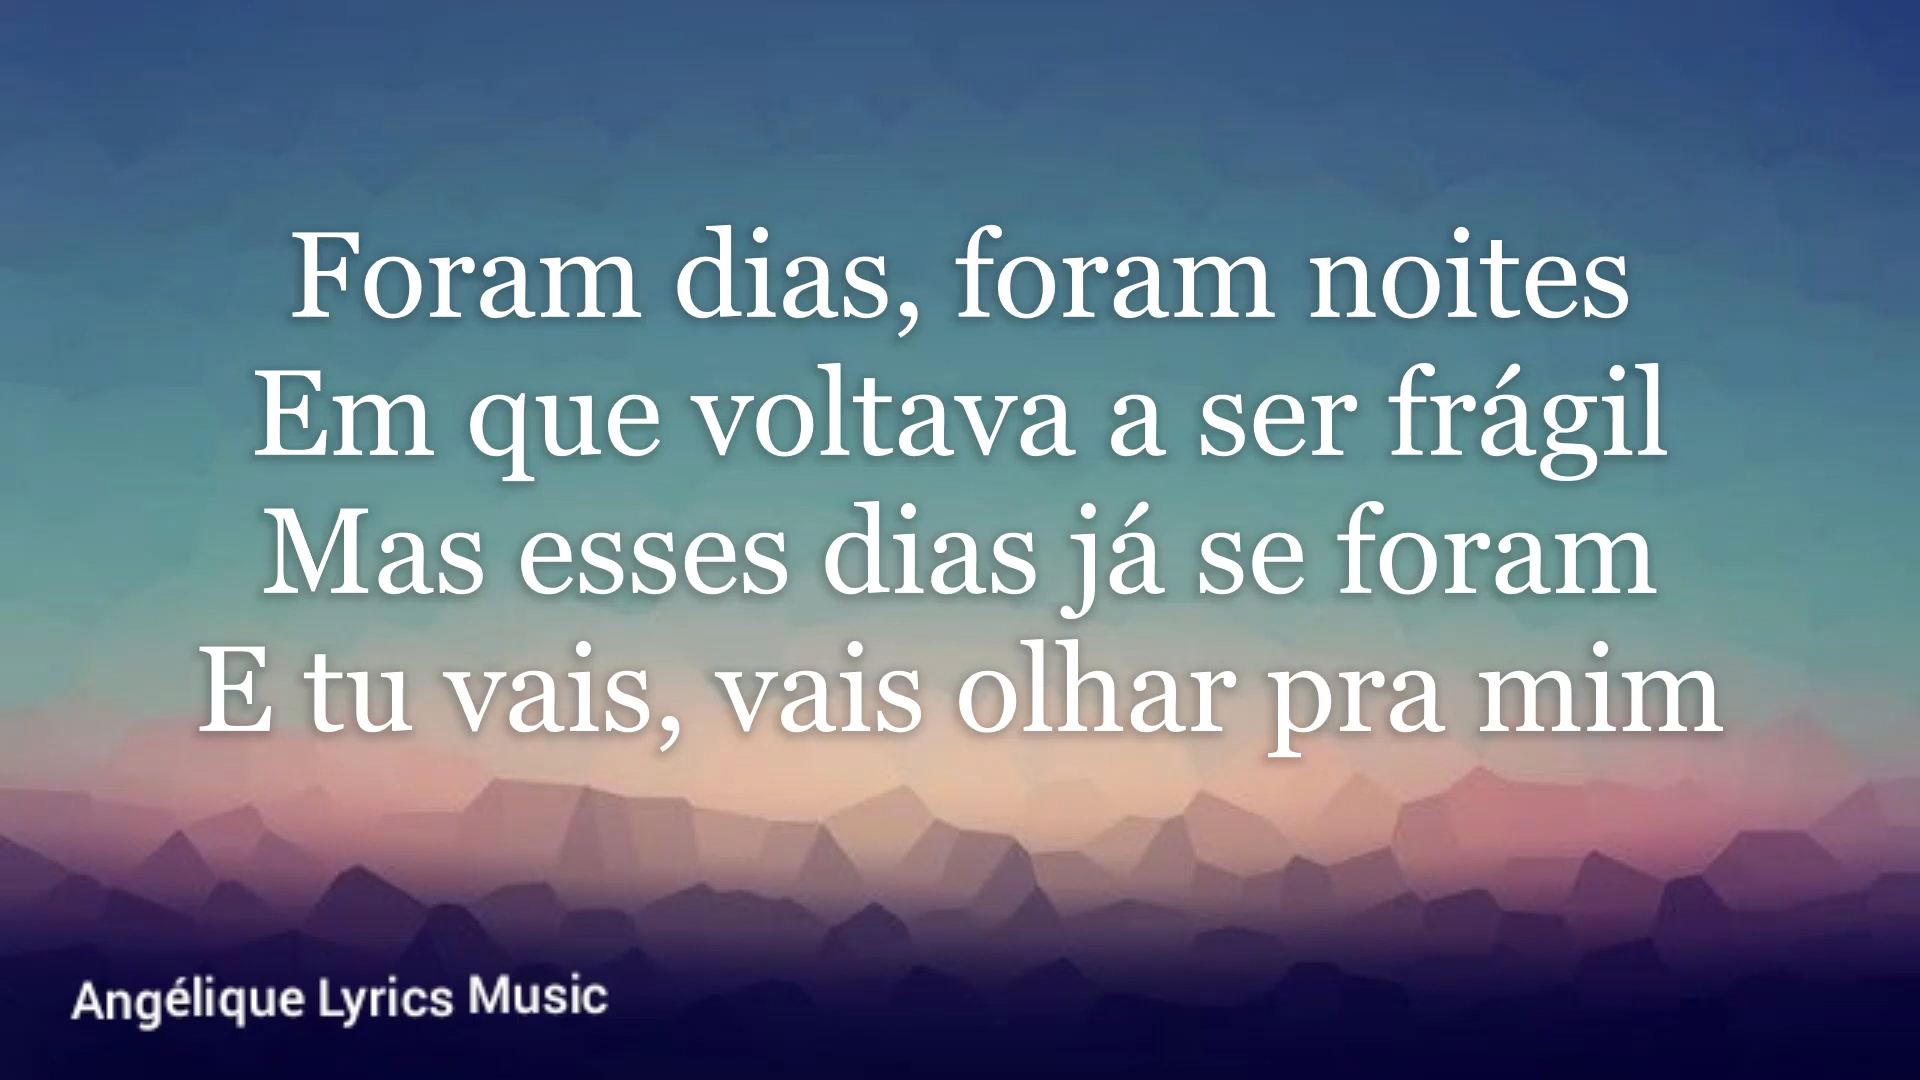 Foram dias, foram noites
Em que voltava a ser frágil
Mas esses dias já se foram
E tu vais, vais olhar pra mim
Angélique Lyrics Music